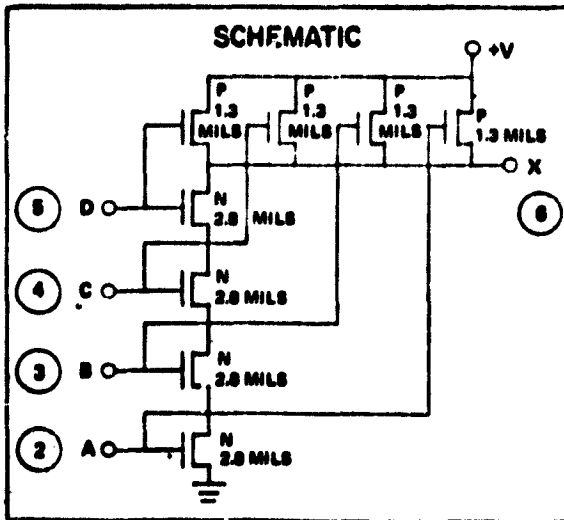 SCHEMATIC
+V
P
1.3
MILS
P
1.3
MILS
P
1.3
MILS
P
1.3 MILS
X
6
5 D
N
2.8 MILS
4 C
N
2.8 MILS
3 B
N
2.8 MILS
2 A
N
2.8 MILS